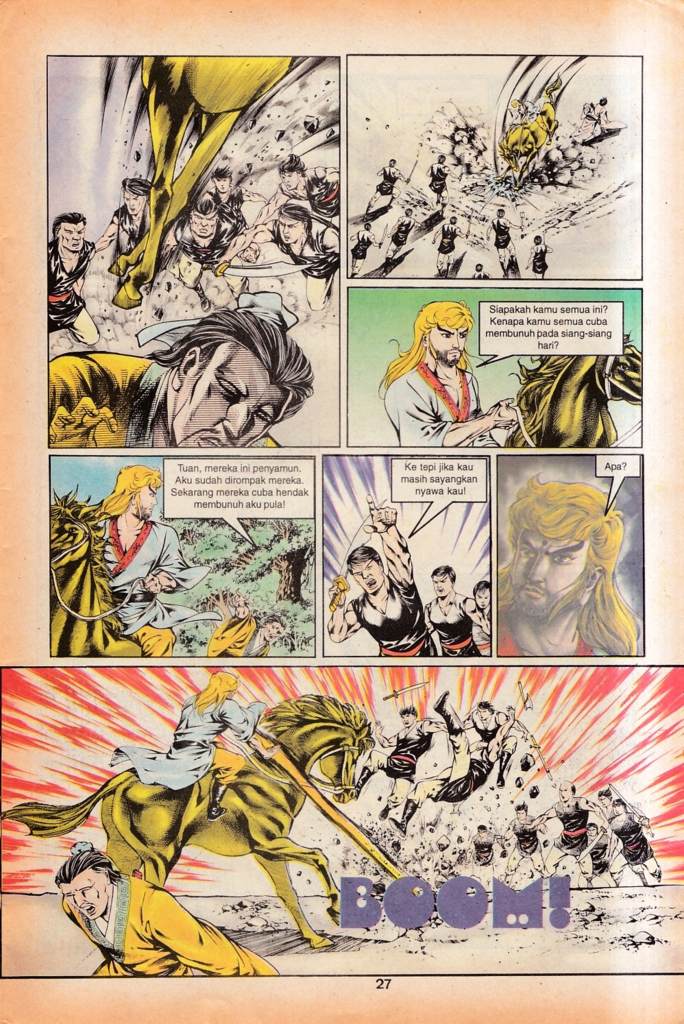 Siapakah kamu semua ini?
Kenapa kamu semua cuba
membunuh pada siang-siang
hari?
Tuan, mereka ini penyamun.
Aku sudah dirompak mereka.
Sekarang mereka cuba hendak
membunuh aku pula!
Ke tepi jika kau
masih sayangkan
nyawa kau!
Apa?
BOOM!
27